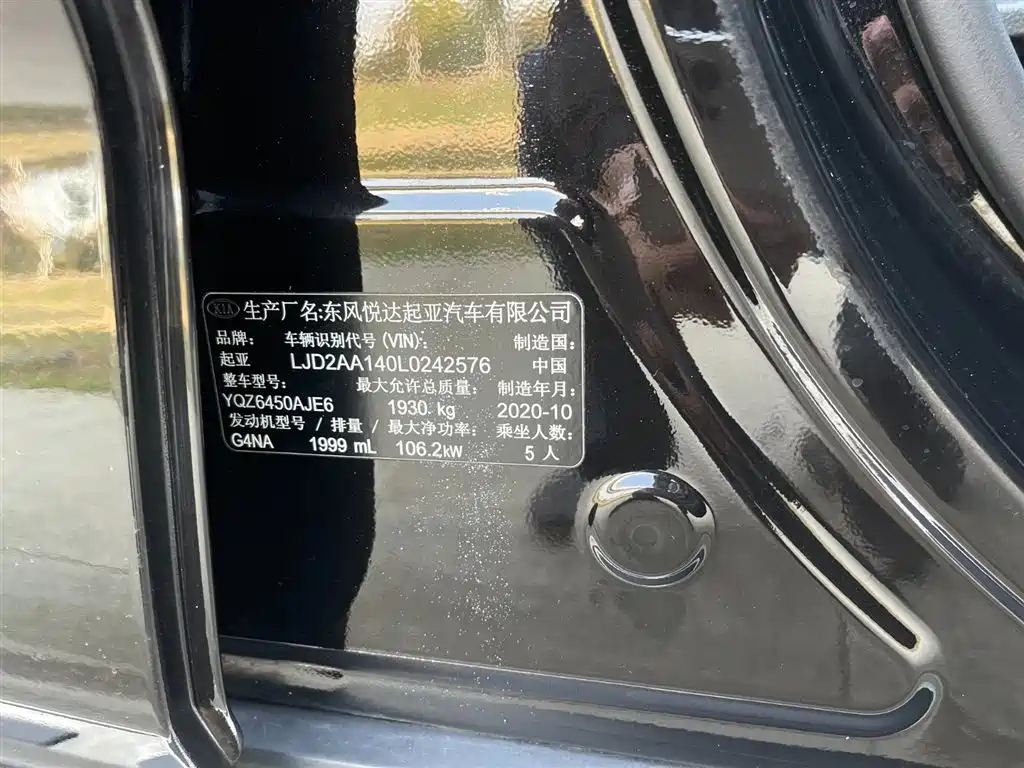 KIA 生产厂名:东风悦达起亚汽车有限公司
品牌: 车辆识别代号(VIN): 制造国:
起亚 LJD2AA140L0242576 中国
整车型号: 最大允许总质量: 制造年月:
YQZ6450AJE6 1930 kg 2020-10
发动机型号 / 排量 / 最大净功率: 乘坐人数:
G4NA 1999 mL 106.2kW 5 人